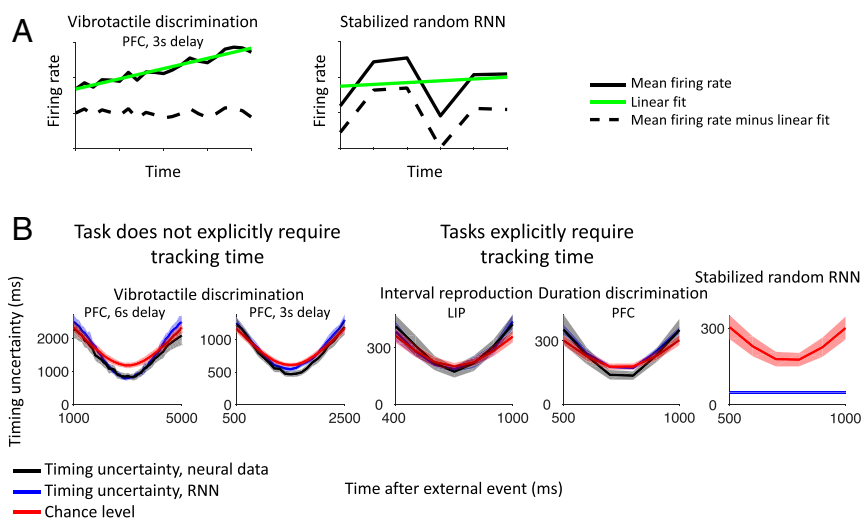 A
Vibrotactile discrimination
PFC, 3s delay
Firing rate
Time
Stabilized random RNN
Firing rate
Time
Mean firing rate
Linear fit
Mean firing rate minus linear fit
B
Task does not explicitly require
tracking time
Tasks explicitly require
tracking time
Timing uncertainty (ms)
Vibrotactile discrimination
PFC, 6s delay
2000
1000
0
1000
5000
PFC, 3s delay
1000
500
0
500
2500
Interval reproduction
LIP
300
0
400
1000
Duration discrimination
PFC
300
0
500
1000
Stabilized random RNN
300
0
500
1000
Timing uncertainty, neural data
Timing uncertainty, RNN
Chance level
Time after external event (ms)